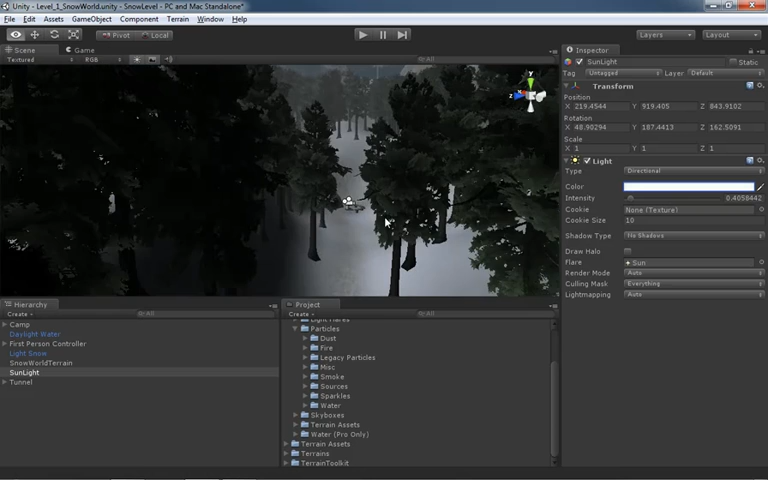 Unity - Level_1_SnowWorld.unity - SnowLevel - PC and Mac Standalone*
File Edit Assets GameObject Component Terrain Window Help
Pivot Local Layers Layout
Scene Game Inspector
Textured RGB All
SunLight Static
Tag Untagged Layer Default
Transform
Position
X 219.4544 Y 919.405 Z 843.9102
Rotation
X 48.90294 Y 187.4413 Z 162.5091
Scale
X 1 Y 1 Z 1
Light
Type Directional
Color
Intensity 0.4058442
Cookie None (Texture)
Cookie Size 10
Shadow Type No Shadows
Draw Halo
Flare Sun
Render Mode Auto
Culling Mask Everything
Lightmapping Auto
y
z
Hierarchy
Create All
Camp
Daylight Water
First Person Controller
Light Snow
SnowWorldTerrain
SunLight
Tunnel
Project
Create All
Light Flares
Particles
Dust
Fire
Legacy Particles
Misc
Smoke
Sources
Sparkles
Water
Skyboxes
Terrain Assets
Water (Pro Only)
Terrain Assets
Terrains
TerrainToolkit